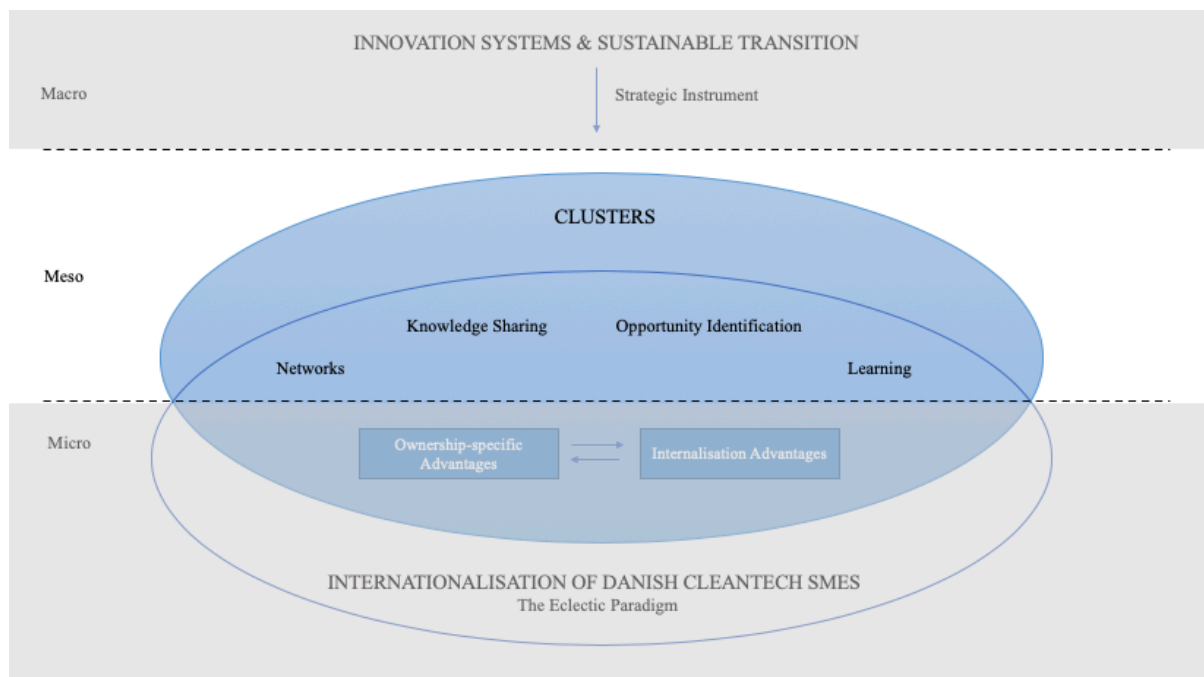 INNOVATION SYSTEMS & SUSTAINABLE TRANSITION
Macro
Strategic Instrument
CLUSTERS
Meso
Knowledge Sharing
Opportunity Identification
Networks
Learning
Micro
Ownership-specific
Advantages
Internalisation Advantages
INTERNATIONALISATION OF DANISH CLEANTECH SMES
The Eclectic Paradigm